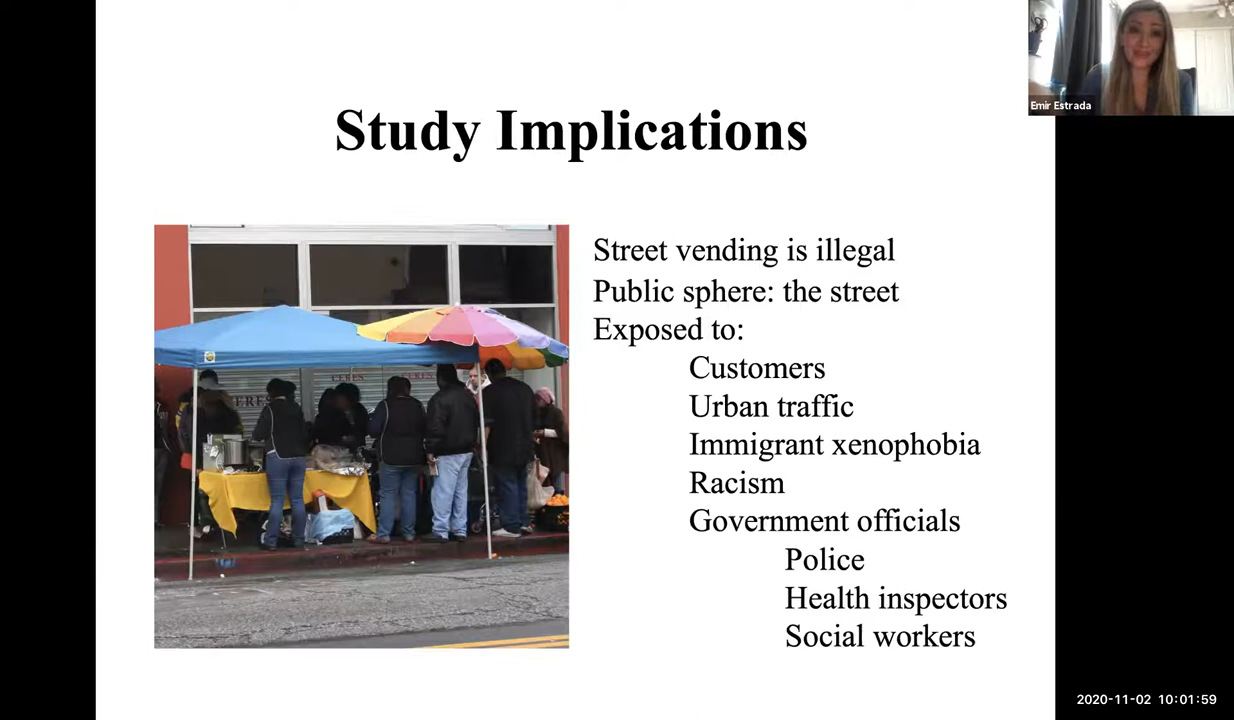 Emir Estrada
Study Implications
Street vending is illegal
Public sphere: the street
Exposed to:
Customers
Urban traffic
Immigrant xenophobia
Racism
Government officials
Police
Health inspectors
Social workers
CERES
2020-11-02 10:01:59